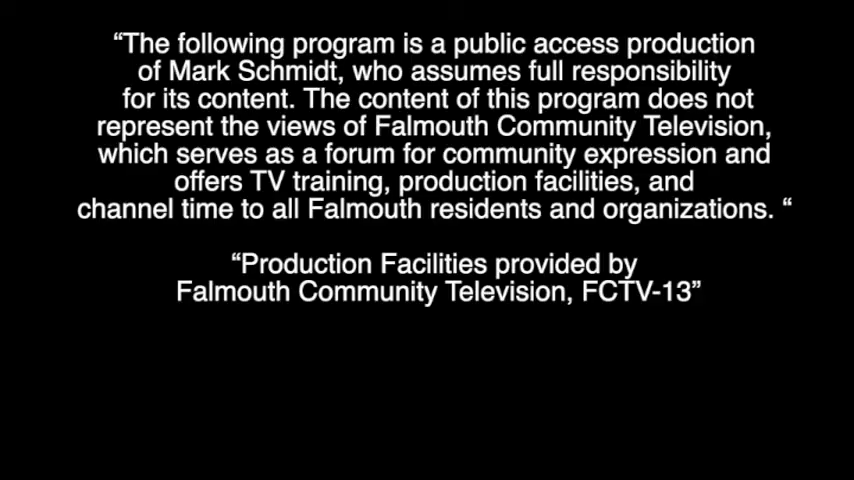 “The following program is a public access production
of Mark Schmidt, who assumes full responsibility
for its content. The content of this program does not
represent the views of Falmouth Community Television,
which serves as a forum for community expression and
offers TV training, production facilities, and
channel time to all Falmouth residents and organizations. “
“Production Facilities provided by
Falmouth Community Television, FCTV-13”